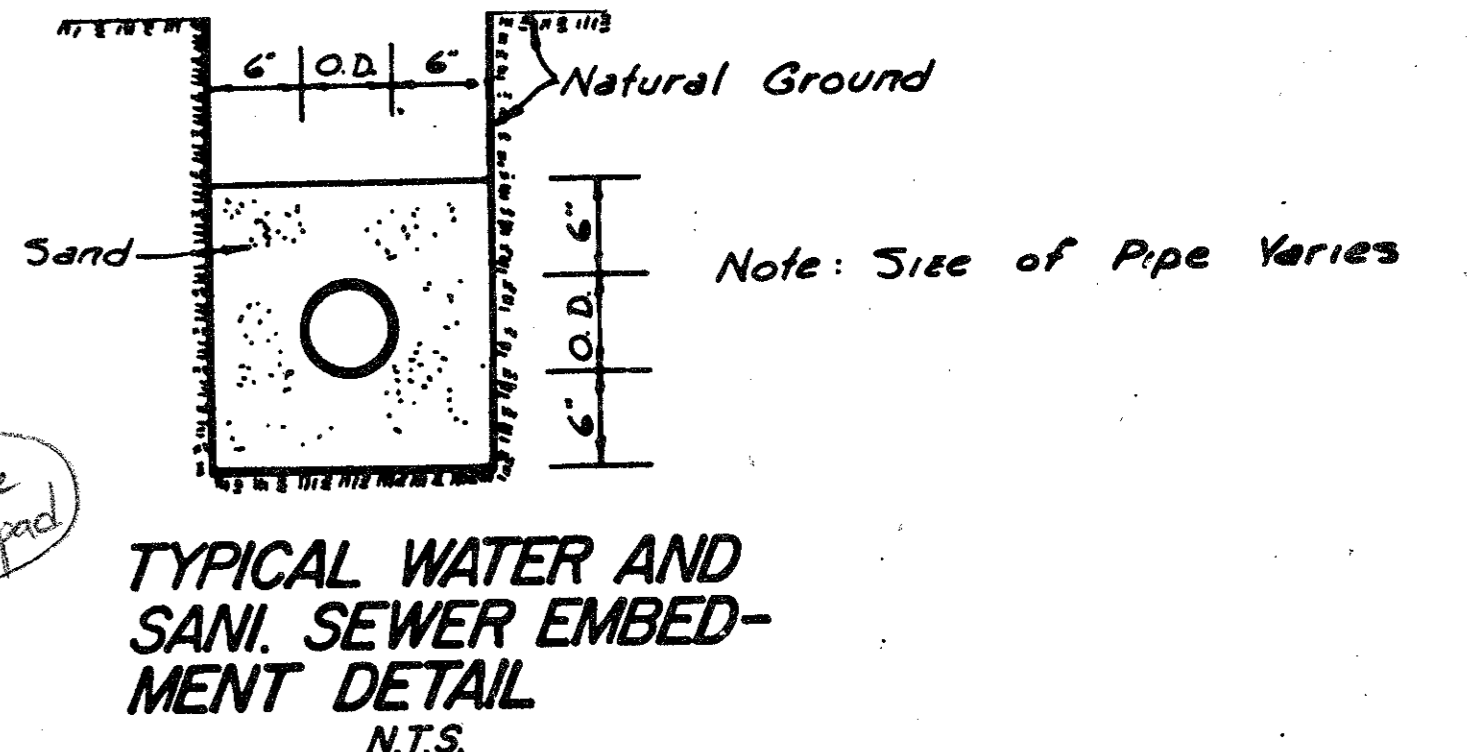 6" O.D. 6"
Natural Ground
Sand
6"
O.D.
6"
Note: Size of Pipe Varies
pad
TYPICAL WATER AND
SANI. SEWER EMBED-
MENT DETAIL
N.T.S.